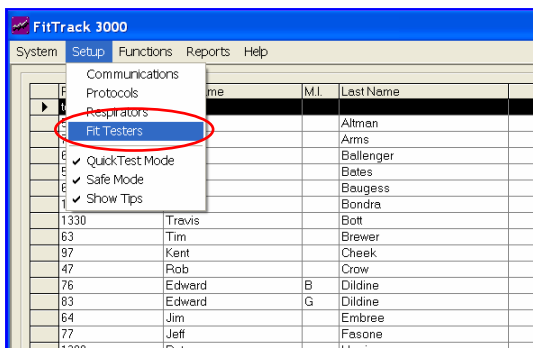 FitTrack 3000
System Setup Functions Reports Help
Communications
Protocols
Respirators
Fit Testers
QuickTest Mode
Safe Mode
Show Tips
me M.I. Last Name
Altman
Arms
Ballenger
Bates
Baugess
Bondra
1330 Travis Bott
63 Tim Brewer
97 Kent Cheek
47 Rob Crow
76 Edward B Dildine
83 Edward G Dildine
64 Jim Embree
77 Jeff Fasone